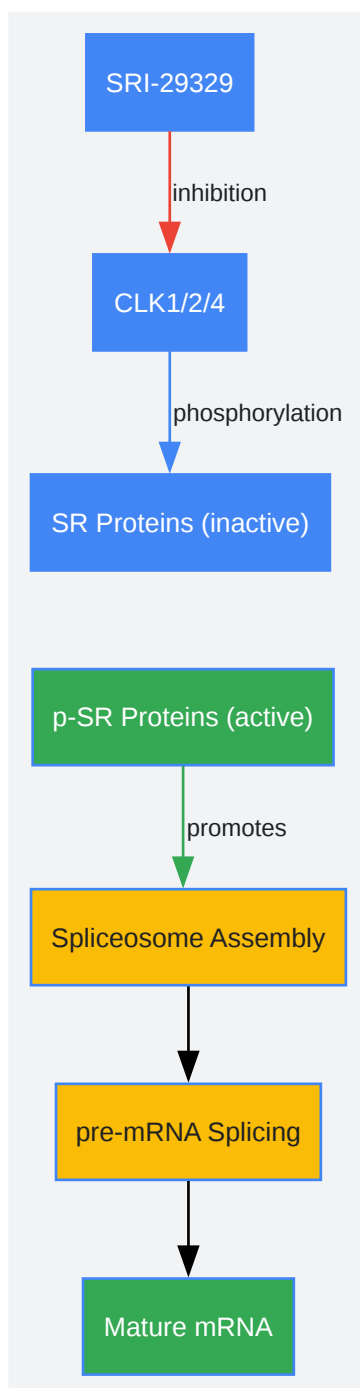 SRI-29329
inhibition
CLK1/2/4
phosphorylation
SR Proteins (inactive)
p-SR Proteins (active)
promotes
Spliceosome Assembly
pre-mRNA Splicing
Mature mRNA